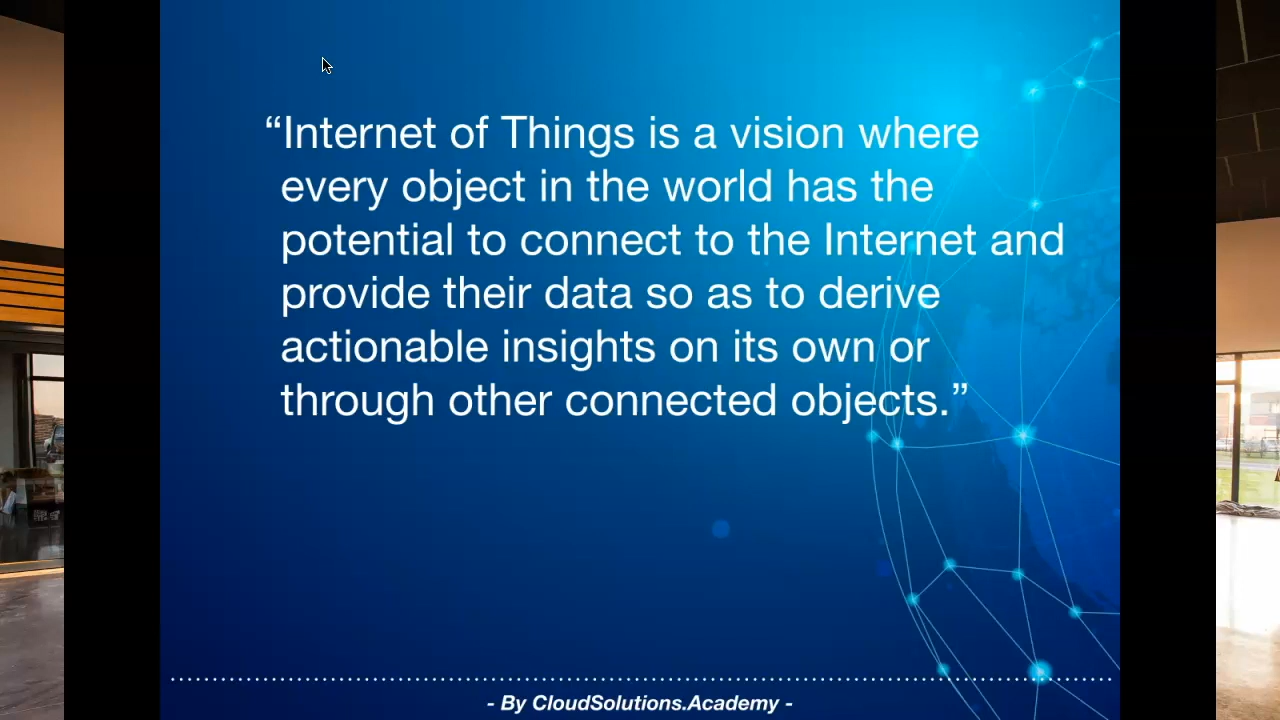 “Internet of Things is a vision where
every object in the world has the
potential to connect to the Internet and
provide their data so as to derive
actionable insights on its own or
through other connected objects.”
- By CloudSolutions.Academy -